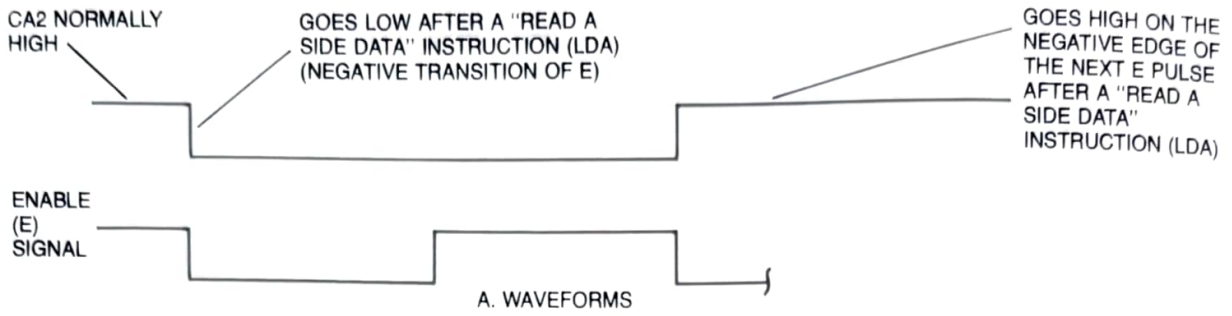 CA2 NORMALLY
HIGH
GOES LOW AFTER A "READ A
SIDE DATA" INSTRUCTION (LDA)
(NEGATIVE TRANSITION OF E)
GOES HIGH ON THE
NEGATIVE EDGE OF
THE NEXT E PULSE
AFTER A "READ A
SIDE DATA"
INSTRUCTION (LDA)
ENABLE
(E)
SIGNAL
A. WAVEFORMS